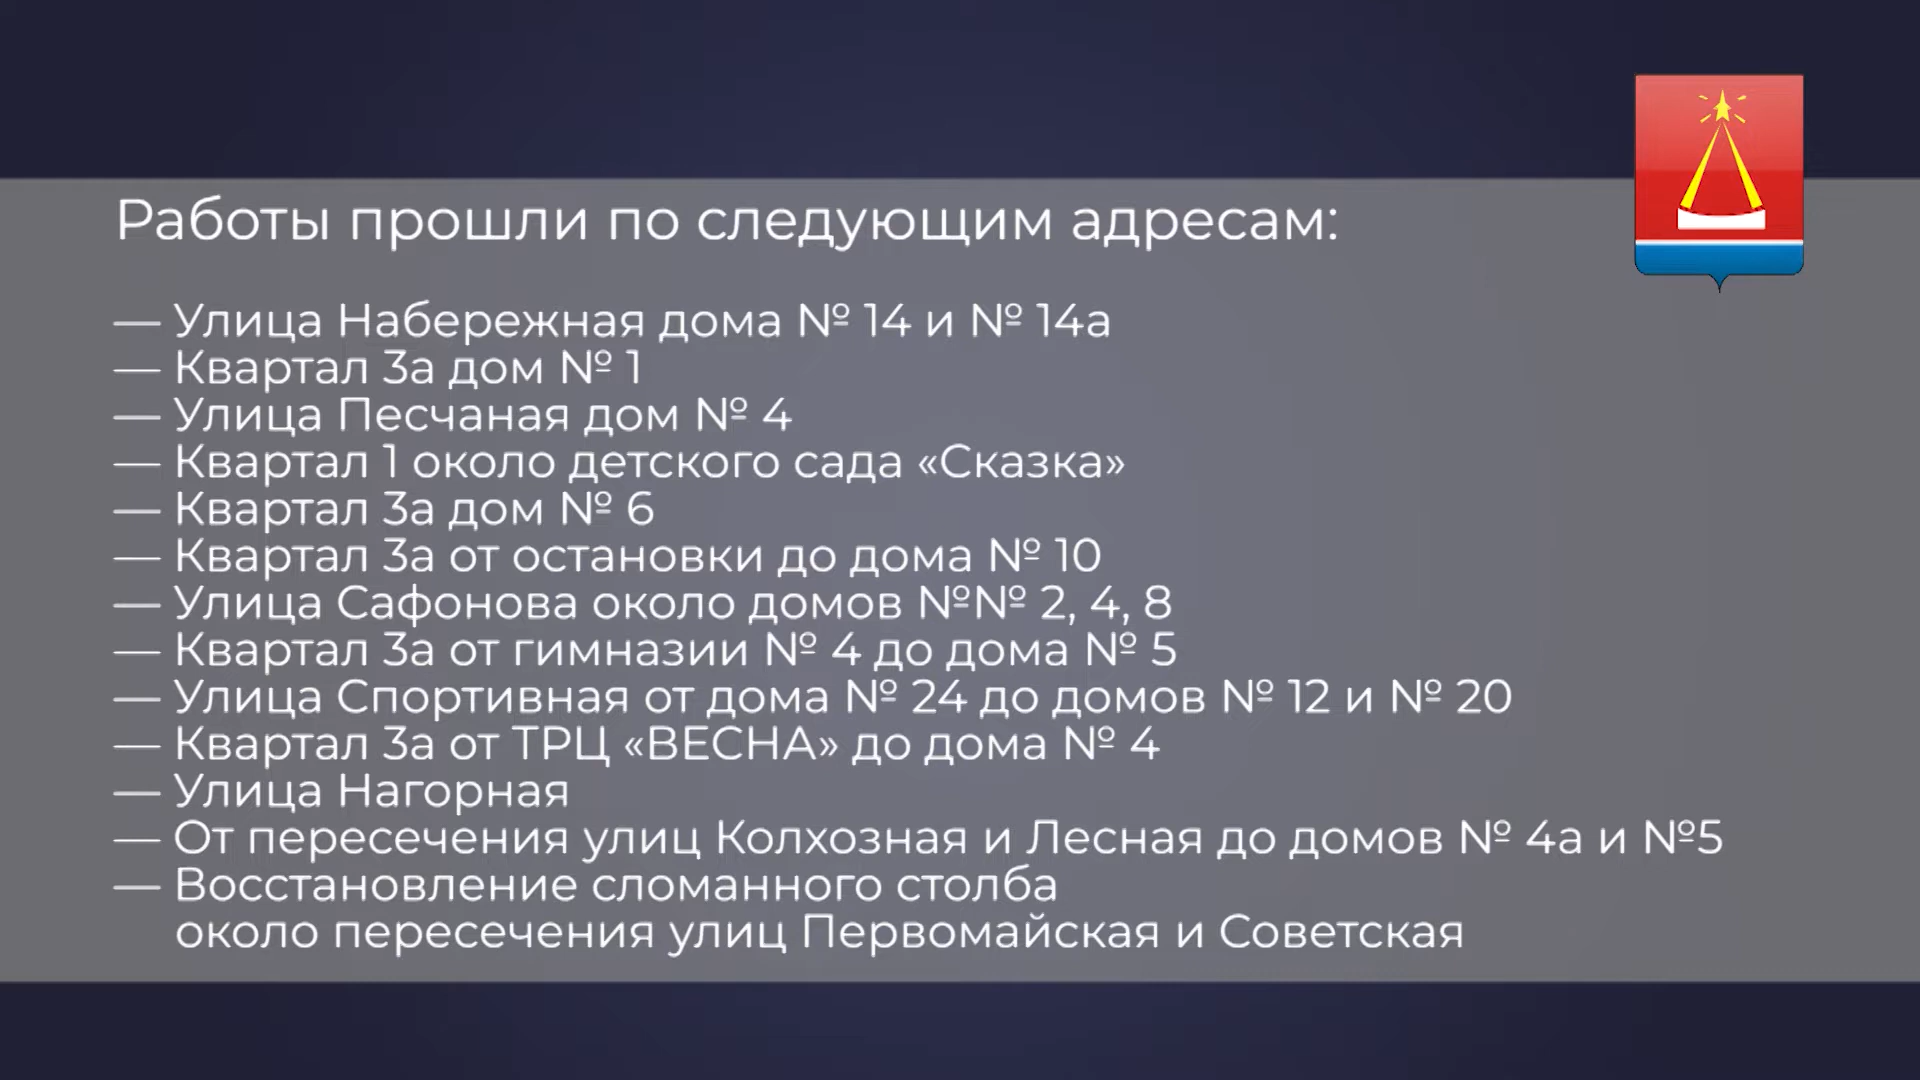 Работы прошли по следующим адресам:
— Улица Набережная дома № 14 и № 14а
— Квартал 3а дом № 1
— Улица Песчаная дом № 4
— Квартал 1 около детского сада «Сказка»
— Квартал 3а дом № 6
— Квартал 3а от остановки до дома № 10
— Улица Сафонова около домов №№ 2, 4, 8
— Квартал 3а от гимназии № 4 до дома № 5
— Улица Спортивная от дома № 24 до домов № 12 и № 20
— Квартал 3а от ТРЦ «ВЕСНА» до дома № 4
— Улица Нагорная
— От пересечения улиц Колхозная и Лесная до домов № 4а и №5
— Восстановление сломанного столба
около пересечения улиц Первомайская и Советская